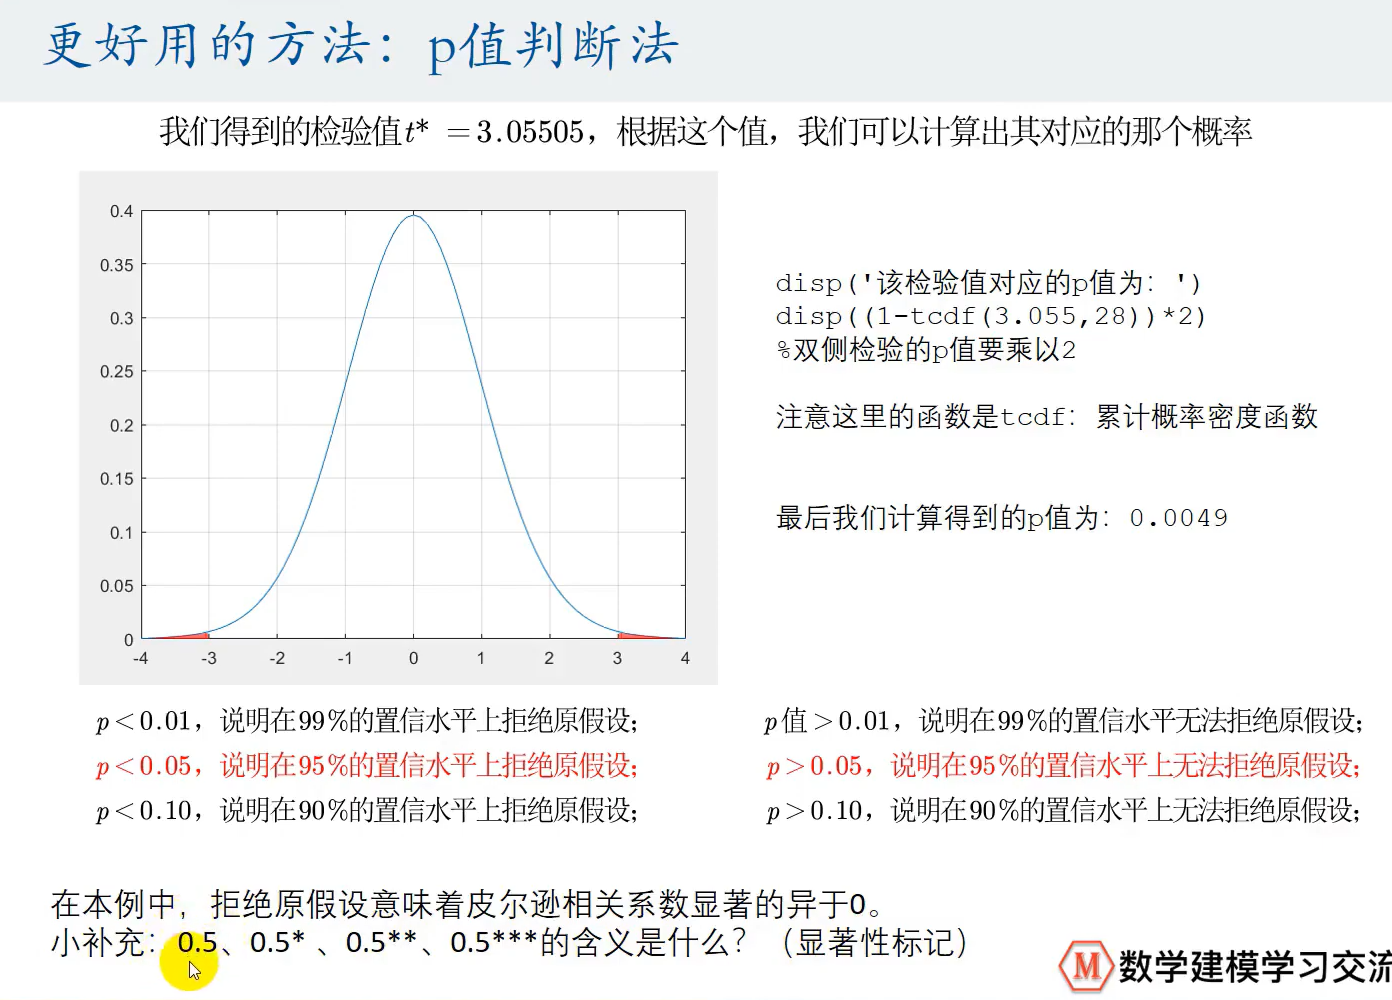 更好用的方法：p值判断法
我们得到的检验值t* =3.05505，根据这个值，我们可以计算出其对应的那个概率
0.4
0.35
0.3
0.25
0.2
0.15
0.1
0.05
0
-4 -3 -2 -1 0 1 2 3 4
disp('该检验值对应的p值为：')
disp((1-tcdf(3.055,28))*2)
%双侧检验的p值要乘以2
注意这里的函数是tcdf：累计概率密度函数
最后我们计算得到的p值为：0.0049
p<0.01，说明在99%的置信水平上拒绝原假设；
p<0.05，说明在95%的置信水平上拒绝原假设；
p<0.10，说明在90%的置信水平上拒绝原假设；
p值>0.01，说明在99%的置信水平无法拒绝原假设；
p>0.05，说明在95%的置信水平上无法拒绝原假设；
p>0.10，说明在90%的置信水平上无法拒绝原假设；
在本例中，拒绝原假设意味着皮尔逊相关系数显著的异于0。
小补充：0.5、0.5* 、0.5**、0.5***的含义是什么？（显著性标记）
M 数学建模学习交流